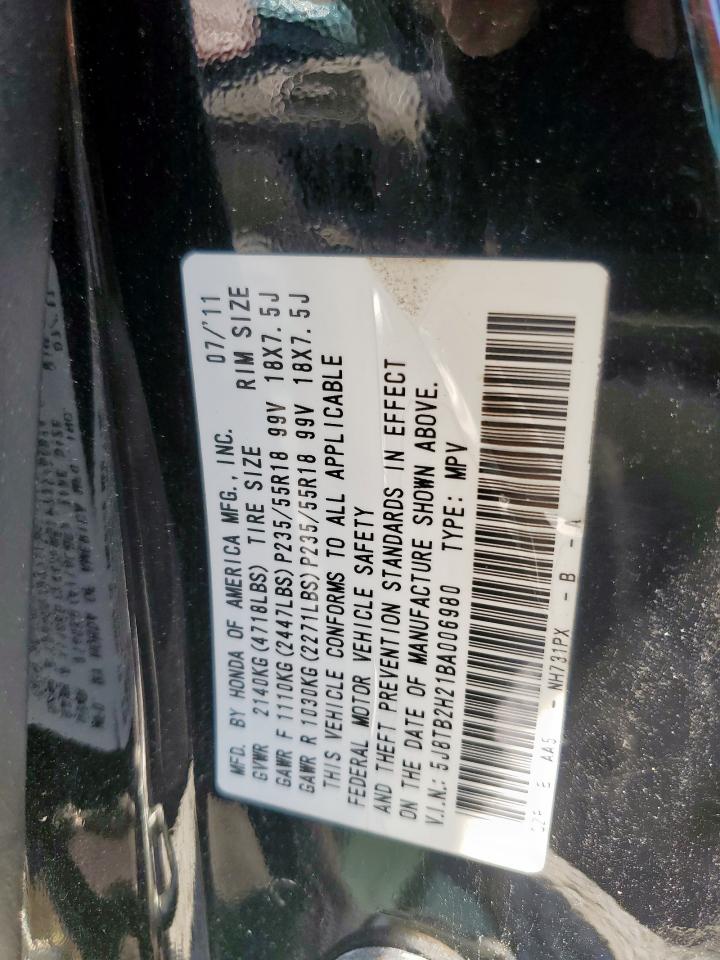 MFD. BY HONDA OF AMERICA MFG., INC. 07/'11
GVWR 2140KG(4718LBS) TIRE SIZE RIM SIZE
GAWR F 1110KG(2447LBS)P235/55R18 99V 18X7.5J
GAWR R 1030KG(2271LBS)P235/55R18 99V 18X7.5J
THIS VEHICLE CONFORMS TO ALL APPLICABLE
FEDERAL MOTOR VEHICLE SAFETY
AND THEFT PREVENTION STANDARDS IN EFFECT
ON THE DATE OF MANUFACTURE SHOWN ABOVE.
V.I.N.: 5J8TB2H21BA006980 TYPE: MPV
AA5 - NH731PX - B - A